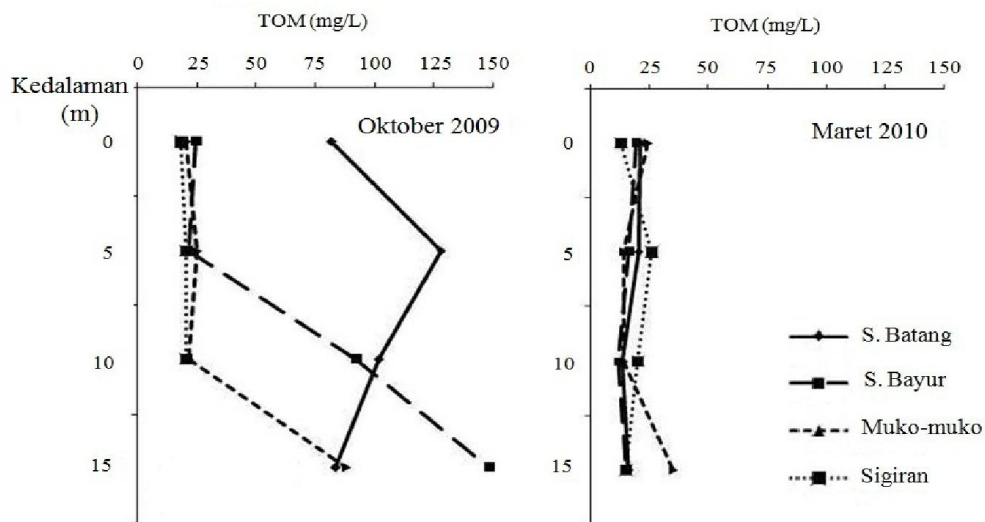 TOM (mg/L)
0 25 50 75 100 125 150
Kedalaman
(m)
Oktober 2009
0
5
10
15
TOM (mg/L)
0 25 50 75 100 125 150
Maret 2010
0
5
10
15
S. Batang
S. Bayur
Muko-muko
Sigiran